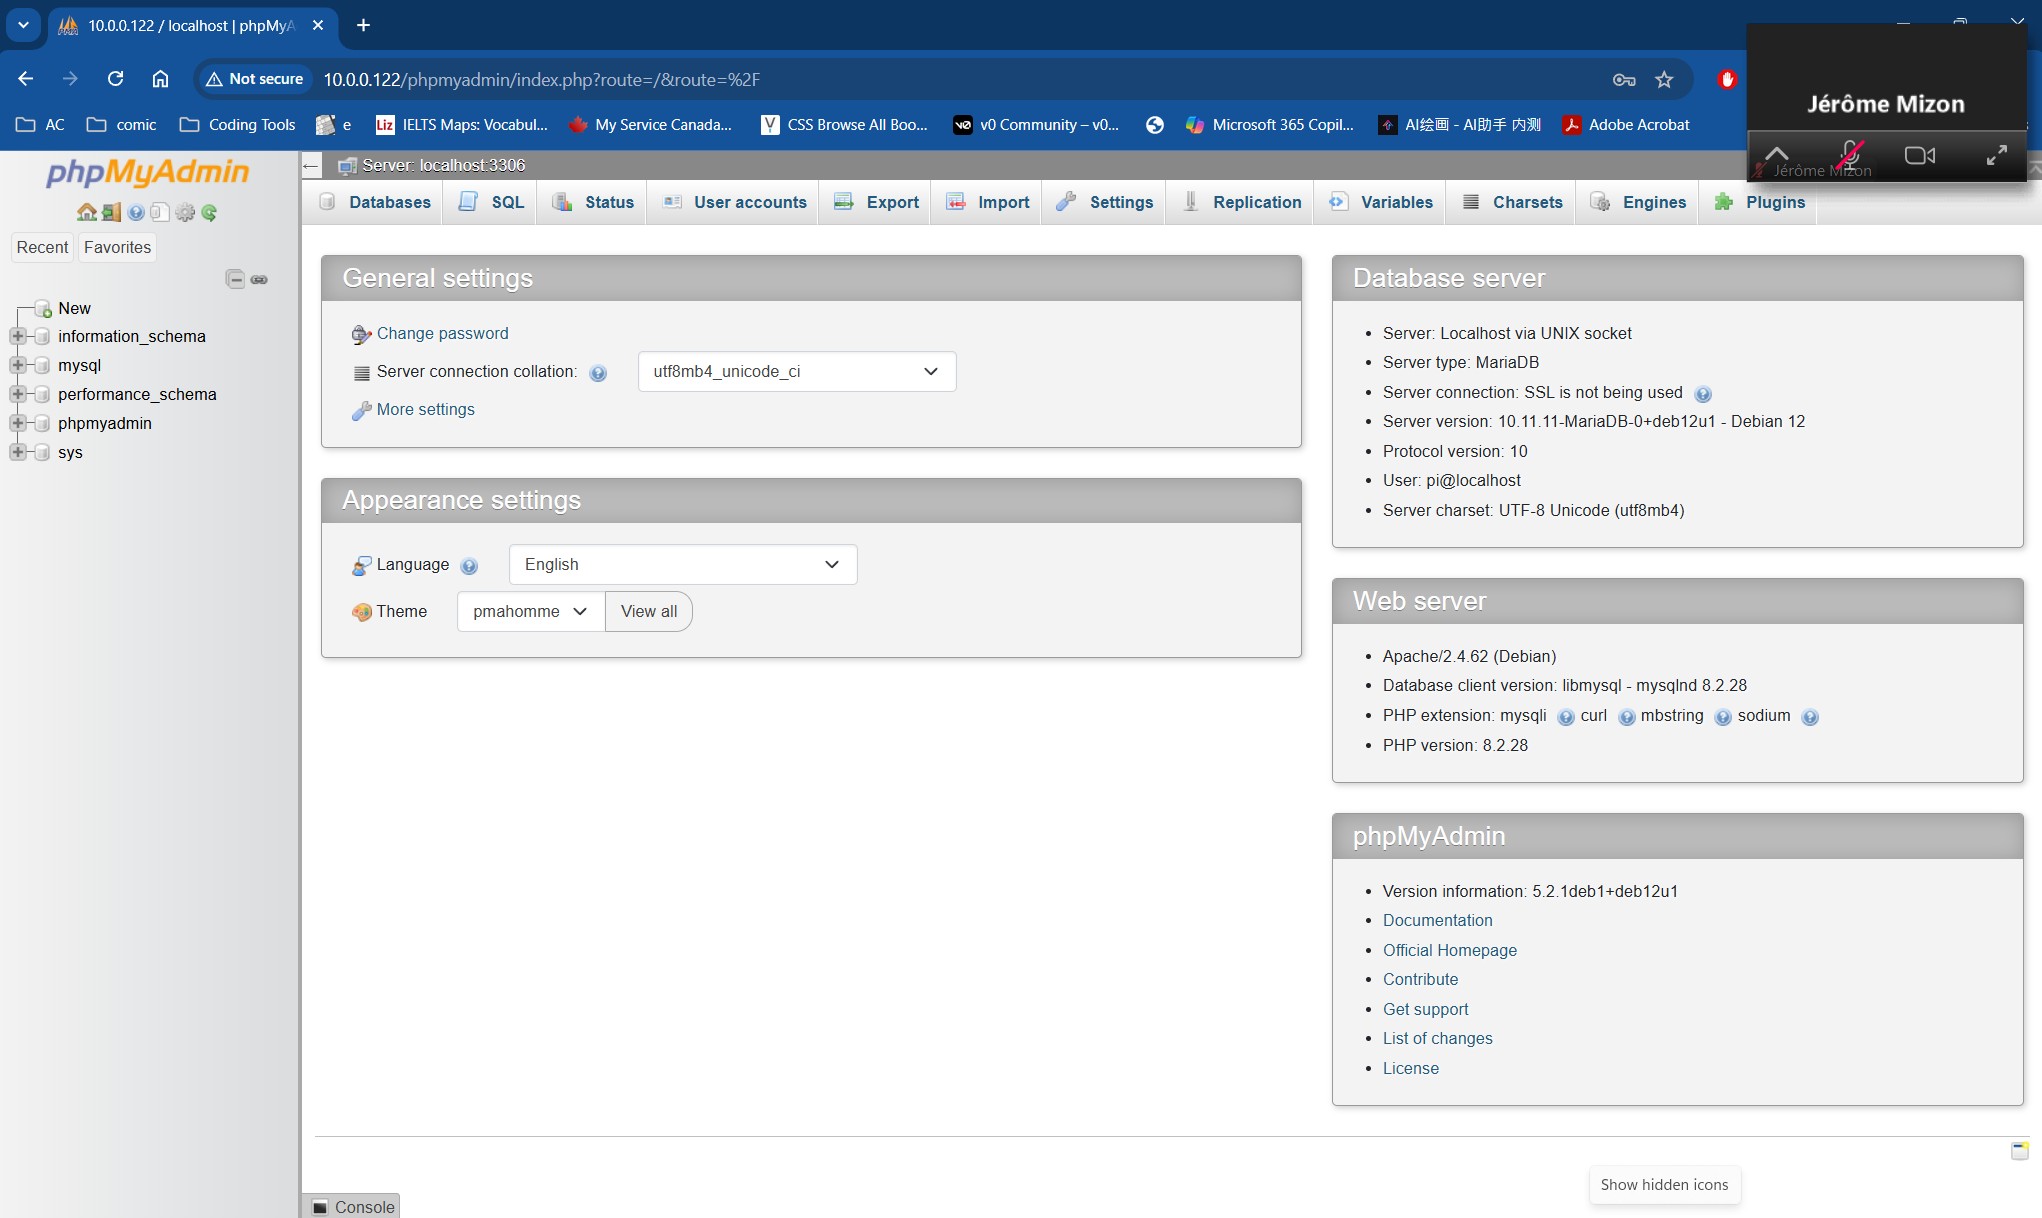 10.0.0.122 / localhost | phpMyA
Not secure
10.0.0.122/phpmyadmin/index.php?route=/&route=%2F
AC
comic
Coding Tools
e
Liz
IELTS Maps: Vocabul...
My Service Canada...
CSS Browse All Boo...
v0 Community – v0...
Microsoft 365 Copil...
AI绘画 - AI助手 内测
Adobe Acrobat
Jérôme Mizon
Jérôme Mizon
phpMyAdmin
Recent
Favorites
New
information_schema
mysql
performance_schema
phpmyadmin
sys
Server: localhost:3306
Databases
SQL
Status
User accounts
Export
Import
Settings
Replication
Variables
Charsets
Engines
Plugins
General settings
Change password
Server connection collation:
utf8mb4_unicode_ci
More settings
Appearance settings
Language
English
Theme
pmahomme
View all
Database server
Server: Localhost via UNIX socket
Server type: MariaDB
Server connection: SSL is not being used
Server version: 10.11.11-MariaDB-0+deb12u1 - Debian 12
Protocol version: 10
User: pi@localhost
Server charset: UTF-8 Unicode (utf8mb4)
Web server
Apache/2.4.62 (Debian)
Database client version: libmysql - mysqlnd 8.2.28
PHP extension: mysqli curl mbstring sodium
PHP version: 8.2.28
phpMyAdmin
Version information: 5.2.1deb1+deb12u1
Documentation
Official Homepage
Contribute
Get support
List of changes
License
Show hidden icons
Console